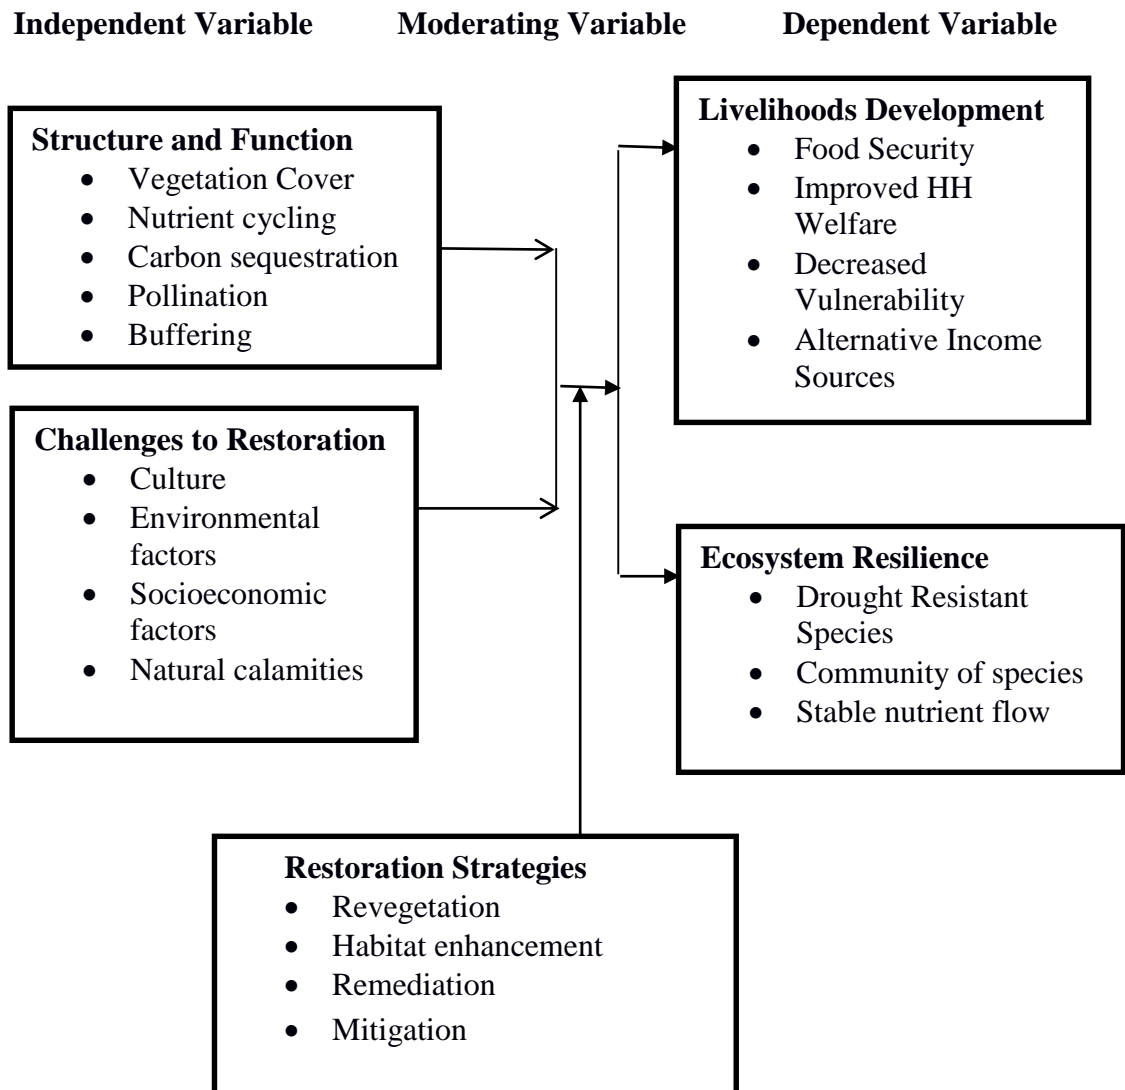 Independent Variable Moderating Variable Dependent Variable
Structure and Function
• Vegetation Cover
• Nutrient cycling
• Carbon sequestration
• Pollination
• Buffering
Challenges to Restoration
• Culture
• Environmental
factors
• Socioeconomic
factors
• Natural calamities
Livelihoods Development
• Food Security
• Improved HH
Welfare
• Decreased
Vulnerability
• Alternative Income
Sources
Ecosystem Resilience
• Drought Resistant
Species
• Community of species
• Stable nutrient flow
Restoration Strategies
• Revegetation
• Habitat enhancement
• Remediation
• Mitigation